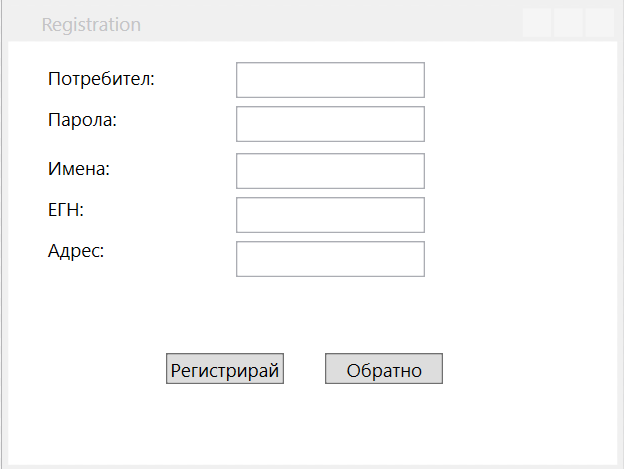 Registration
Потребител:
Парола:
Имена:
ЕГН:
Адрес:
Регистрирай Обратно